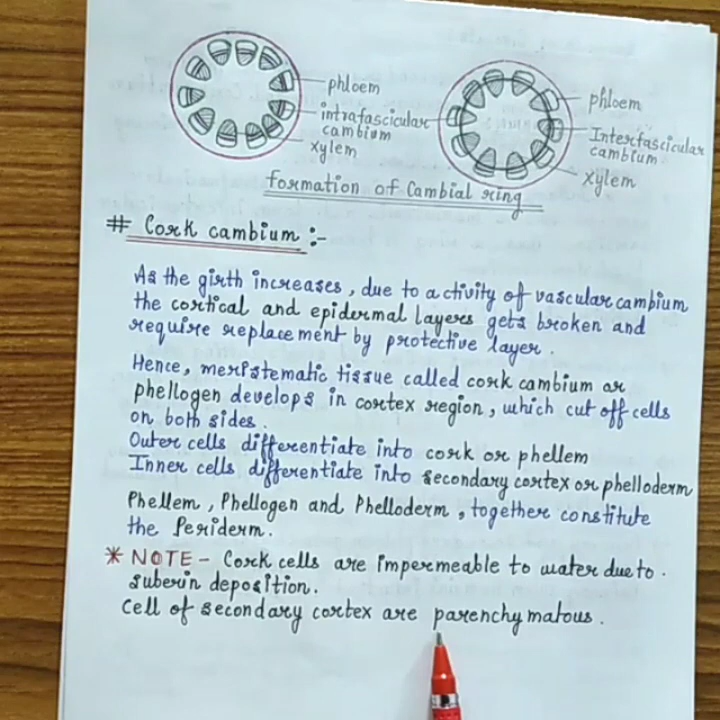 phloem
intrafascicular
cambium
xylem
phloem
Interfascicular
cambium
xylem
formation of Cambial ring
# Cork cambium :-
As the girth increases, due to activity of vascular cambium
the cortical and epidermal layers gets broken and
require replacement by protective layer.
Hence, meristematic tissue called cork cambium or
phellogen develops in cortex region, which cut off cells
on both sides.
Outer cells differentiate into cork or phellem
Inner cells differentiate into secondary cortex or phelloderm
Phellem, Phellogen and Phelloderm, together constitute
the Periderm.
* NOTE - Cork cells are impermeable to water due to.
suberin deposition.
Cell of secondary cortex are parenchymatous.